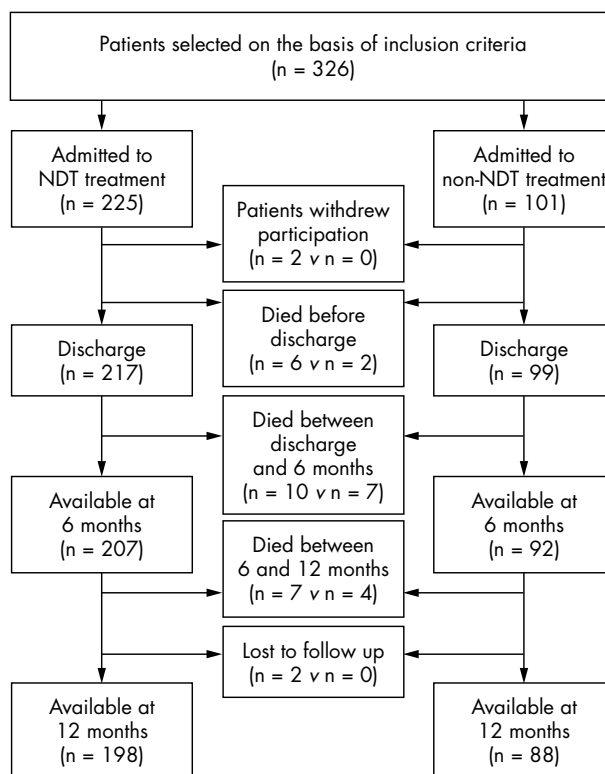 Patients selected on the basis of inclusion criteria
(n = 326)
Admitted to
NDT treatment
(n = 225)
Admitted to
non-NDT treatment
(n = 101)
Patients withdrew
participation
(n = 2 v n = 0)
Died before
discharge
(n = 6 v n = 2)
Discharge
(n = 217)
Discharge
(n = 99)
Died between
discharge
and 6 months
(n = 10 v n = 7)
Available at
6 months
(n = 207)
Available at
6 months
(n = 92)
Died between
6 and 12 months
(n = 7 v n = 4)
Lost to follow up
(n = 2 v n = 0)
Available at
12 months
(n = 198)
Available at
12 months
(n = 88)